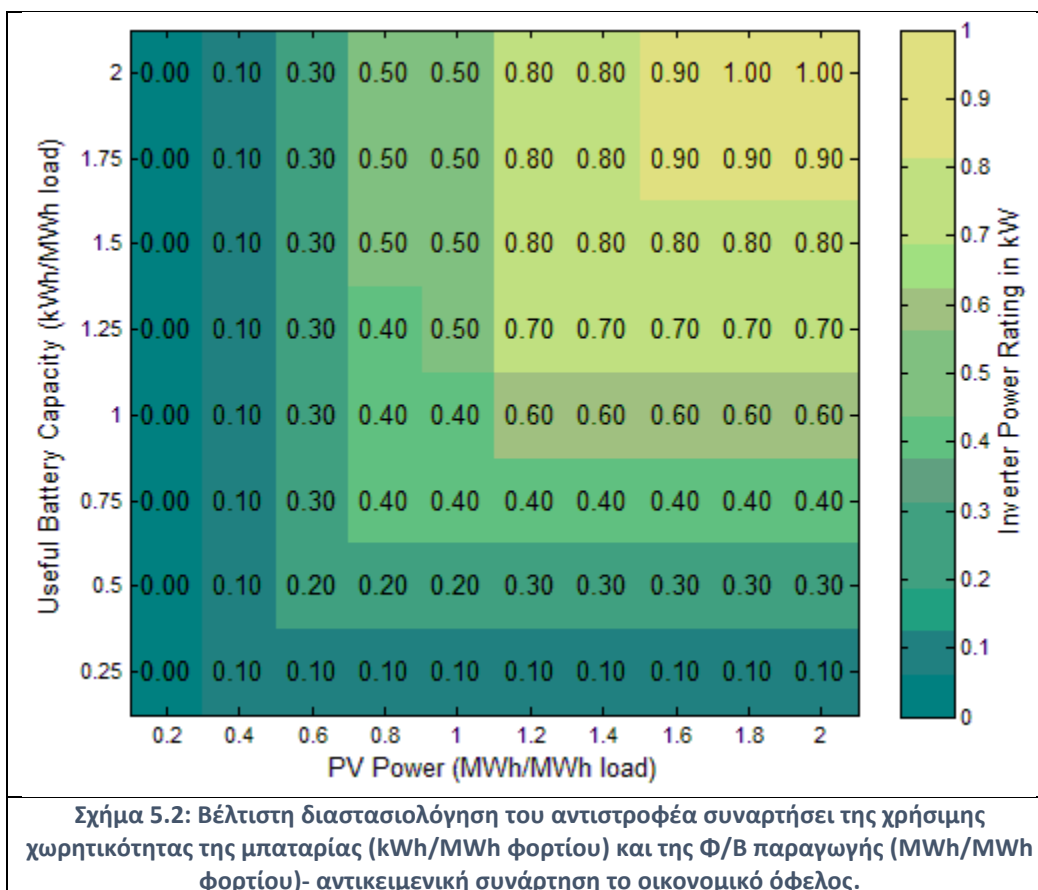 2 0.00 0.10 0.30 0.50 0.50 0.80 0.80 0.90 1.00 1.00
1.75 0.00 0.10 0.30 0.50 0.50 0.80 0.80 0.90 0.90 0.90
1.5 0.00 0.10 0.30 0.50 0.50 0.80 0.80 0.80 0.80 0.80
1.25 0.00 0.10 0.30 0.40 0.50 0.70 0.70 0.70 0.70 0.70
1 0.00 0.10 0.30 0.40 0.40 0.60 0.60 0.60 0.60 0.60
0.75 0.00 0.10 0.30 0.40 0.40 0.40 0.40 0.40 0.40 0.40
0.5 0.00 0.10 0.20 0.20 0.20 0.30 0.30 0.30 0.30 0.30
0.25 0.00 0.10 0.10 0.10 0.10 0.10 0.10 0.10 0.10 0.10
0.2 0.4 0.6 0.8 1 1.2 1.4 1.6 1.8 2
PV Power (MWh/MWh load)
Useful Battery Capacity (kWh/MWh load)
1
0.9
0.8
0.7
0.6
0.5
0.4
0.3
0.2
0.1
0
Inverter Power Rating in kW
Σχήμα 5.2: Βέλτιστη διαστασιολόγηση του αντιστροφέα συναρτήσει της χρήσιμης
χωρητικότητας της μπαταρίας (kWh/MWh φορτίου) και της Φ/Β παραγωγής (MWh/MWh
φορτίου)- αντικειμενική συνάρτηση το οικονομικό όφελος.